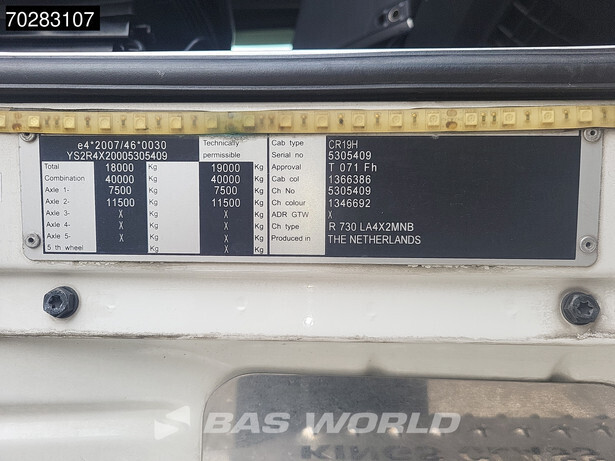 70283107
e4*2007/46*0030 Technically Cab type CR19H
YS2R4X20005305409 permissible Serial no 5305409
Total 18000 Kg 19000 Kg Approval T 071 Fh
Combination 40000 Kg 40000 Kg Cab col 1366386
Axle 1- 7500 Kg 7500 Kg Ch No 5305409
Axle 2- 11500 Kg 11500 Kg Ch colour 1346692
Axle 3- X Kg X Kg ADR GTW X
Axle 4- X Kg X Kg Ch type R 730 LA4X2MNB
Axle 5- X Kg X Kg Produced in THE NETHERLANDS
5 th wheel Kg Kg
BAS WORLD